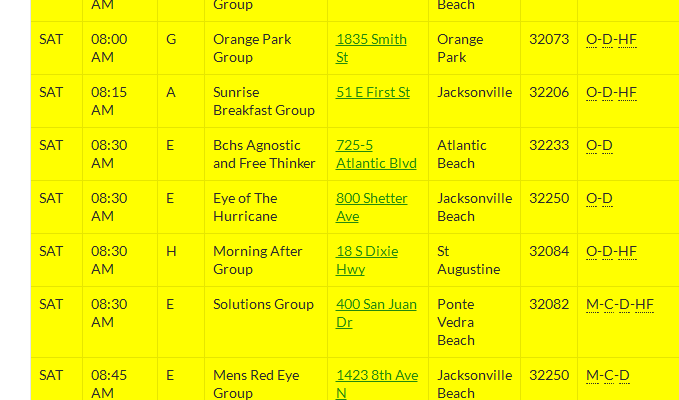 AM Group Beach
SAT 08:00 G Orange Park 1835 Smith Orange 32073 O-D-HF
AM Group St Park
SAT 08:15 A Sunrise 51 E First St Jacksonville 32206 O-D-HF
AM Breakfast Group
SAT 08:30 E Bchs Agnostic 725-5 Atlantic 32233 O-D
AM and Free Thinker Atlantic Blvd Beach
SAT 08:30 E Eye of The 800 Shetter Jacksonville 32250 O-D
AM Hurricane Ave Beach
SAT 08:30 H Morning After 18 S Dixie St 32084 O-D-HF
AM Group Hwy Augustine
SAT 08:30 E Solutions Group 400 San Juan Ponte 32082 M-C-D-HF
AM Dr Vedra
Beach
SAT 08:45 E Mens Red Eye 1423 8th Ave Jacksonville 32250 M-C-D
AM Group N Beach